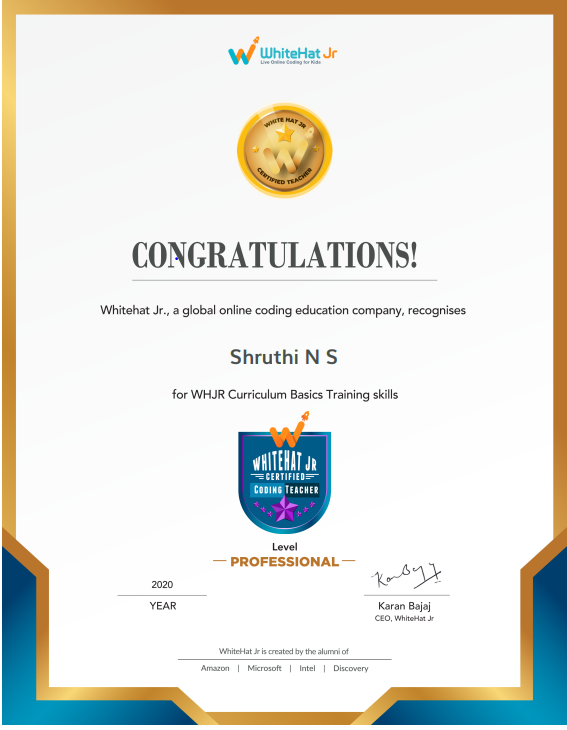 WhiteHat Jr
Live Online Coding for Kids
WHITE HAT JR
W
CERTIFIED TEACHER
CONGRATULATIONS!
Whitehat Jr., a global online coding education company, recognises
Shruthi N S
for WHJR Curriculum Basics Training skills
WHITEHAT JR
CERTIFIED
CODING TEACHER
Level
PROFESSIONAL
2020
YEAR
Karan Bajaj
CEO, WhiteHat Jr
WhiteHat Jr is created by the alumni of
Amazon | Microsoft | Intel | Discovery